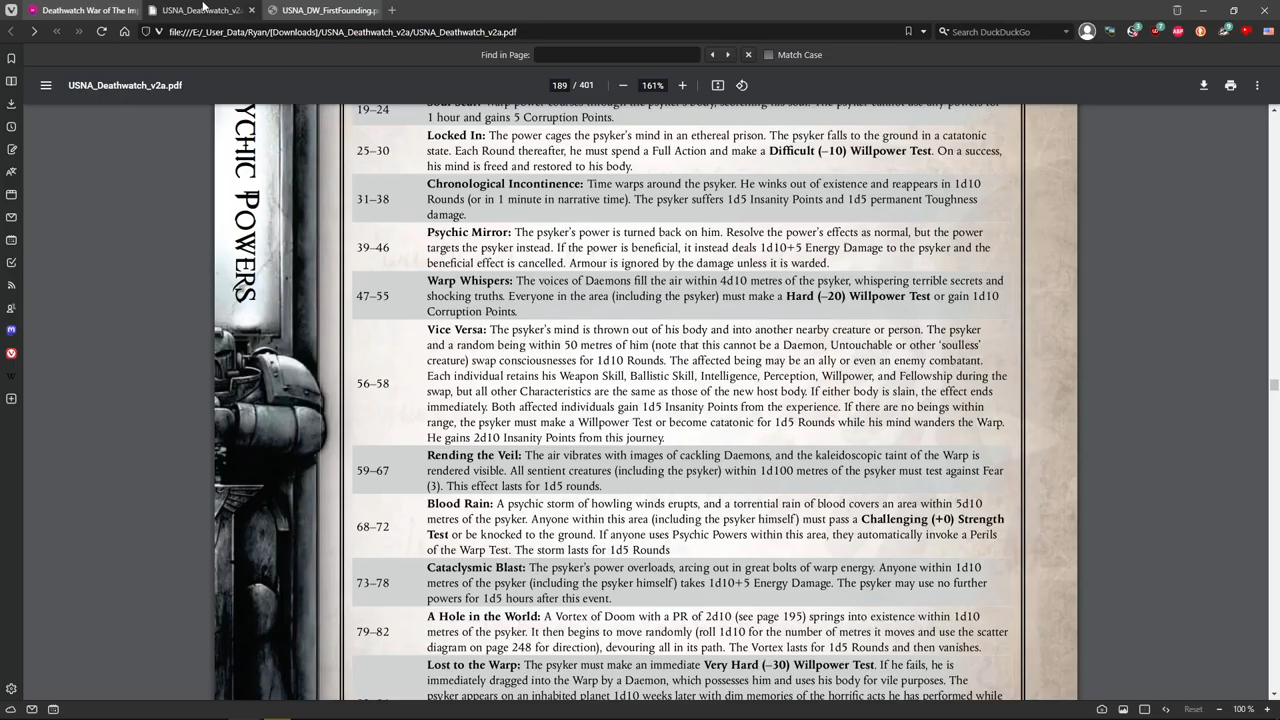 Deathwatch War of The Im
USNA_Deathwatch_v2
USNA_DW_FirstFounding.p
file:///E:/_User_Data/Ryan/[Downloads]/USNA_Deathwatch_v2a/USNA_Deathwatch_v2a.pdf
Search DuckDuckGo
Find in Page:
Match Case
USNA_Deathwatch_v2a.pdf
189 / 401
161%
YCHIC POWERS
19–24
1 hour and gains 5 Corruption Points.
Locked In: The power cages the psyker's mind in an ethereal prison. The psyker falls to the ground in a catatonic
25–30
state. Each Round thereafter, he must spend a Full Action and make a Difficult (–10) Willpower Test. On a success,
his mind is freed and restored to his body.
Chronological Incontinence: Time warps around the psyker. He winks out of existence and reappears in 1d10
31–38
Rounds (or in 1 minute in narrative time). The psyker suffers 1d5 Insanity Points and 1d5 permanent Toughness
damage.
Psychic Mirror: The psyker's power is turned back on him. Resolve the power's effects as normal, but the power
39–46
targets the psyker instead. If the power is beneficial, it instead deals 1d10+5 Energy Damage to the psyker and the
beneficial effect is cancelled. Armour is ignored by the damage unless it is warded.
Warp Whispers: The voices of Daemons fill the air within 4d10 metres of the psyker, whispering terrible secrets and
47–55
shocking truths. Everyone in the area (including the psyker) must make a Hard (–20) Willpower Test or gain 1d10
Corruption Points.
Vice Versa: The psyker's mind is thrown out of his body and into another nearby creature or person. The psyker
and a random being within 50 metres of him (note that this cannot be a Daemon, Untouchable or other 'soulless'
creature) swap consciousnesses for 1d10 Rounds. The affected being may be an ally or even an enemy combatant.
Each individual retains his Weapon Skill, Ballistic Skill, Intelligence, Perception, Willpower, and Fellowship during the
56–58
swap, but all other Characteristics are the same as those of the new host body. If either body is slain, the effect ends
immediately. Both affected individuals gain 1d5 Insanity Points from the experience. If there are no beings within
range, the psyker must make a Willpower Test or become catatonic for 1d5 Rounds while his mind wanders the Warp.
He gains 2d10 Insanity Points from this journey.
Rending the Veil: The air vibrates with images of cackling Daemons, and the kaleidoscopic taint of the Warp is
59–67
rendered visible. All sentient creatures (including the psyker) within 1d100 metres of the psyker must test against Fear
(3). This effect lasts for 1d5 rounds.
Blood Rain: A psychic storm of howling winds erupts, and a torrential rain of blood covers an area within 5d10
68–72
metres of the psyker. Anyone within this area (including the psyker himself) must pass a Challenging (+0) Strength
Test or be knocked to the ground. If anyone uses Psychic Powers within this area, they automatically invoke a Perils
of the Warp Test. The storm lasts for 1d5 Rounds
Cataclysmic Blast: The psyker's power overloads, arcing out in great bolts of warp energy. Anyone within 1d10
73–78
metres of the psyker (including the psyker himself) takes 1d10+5 Energy Damage. The psyker may use no further
powers for 1d5 hours after this event.
A Hole in the World: A Vortex of Doom with a PR of 2d10 (see page 195) springs into existence within 1d10
79–82
metres of the psyker. It then begins to move randomly (roll 1d10 for the number of metres it moves and use the scatter
diagram on page 248 for direction), devouring all in its path. The Vortex lasts for 1d5 Rounds and then vanishes.
Lost to the Warp: The psyker must make an immediate Very Hard (–30) Willpower Test. If he fails, he is
immediately dragged into the Warp by a Daemon, which possesses him and uses his body for vile purposes. The
psyker appears on an inhabited planet 1d10 weeks later with dim memories of the horrific acts he has performed while
Reset
100 %